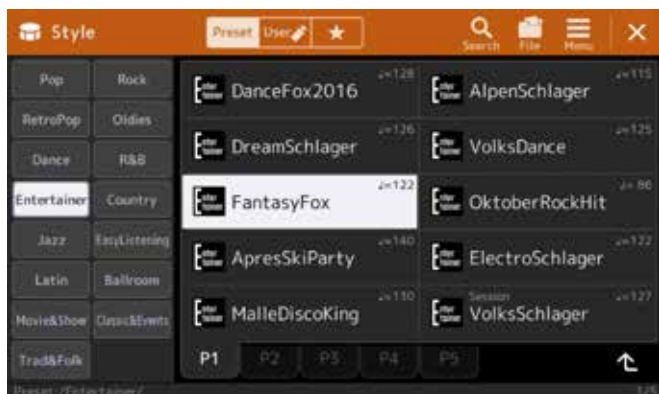 Style Preset User Search File Menu
Pop Rock
RetroPop Oldies
Dance R&B
Entertainer Country
Jazz EasyListening
Latin Ballroom
Movie&Show Classic&Events
Trad&Folk
DanceFox2016 ♩=128 AlpenSchlager ♩=115
DreamSchlager ♩=126 VolksDance ♩=125
FantasyFox ♩=122 OktoberRockHit ♩= 86
ApresSkiParty ♩=140 ElectroSchlager ♩=122
MalleDiscoKing ♩=110 Session VolksSchlager ♩=127
P1 P2 P3 P4 P5
Preset:/Entertainer/ 1/5